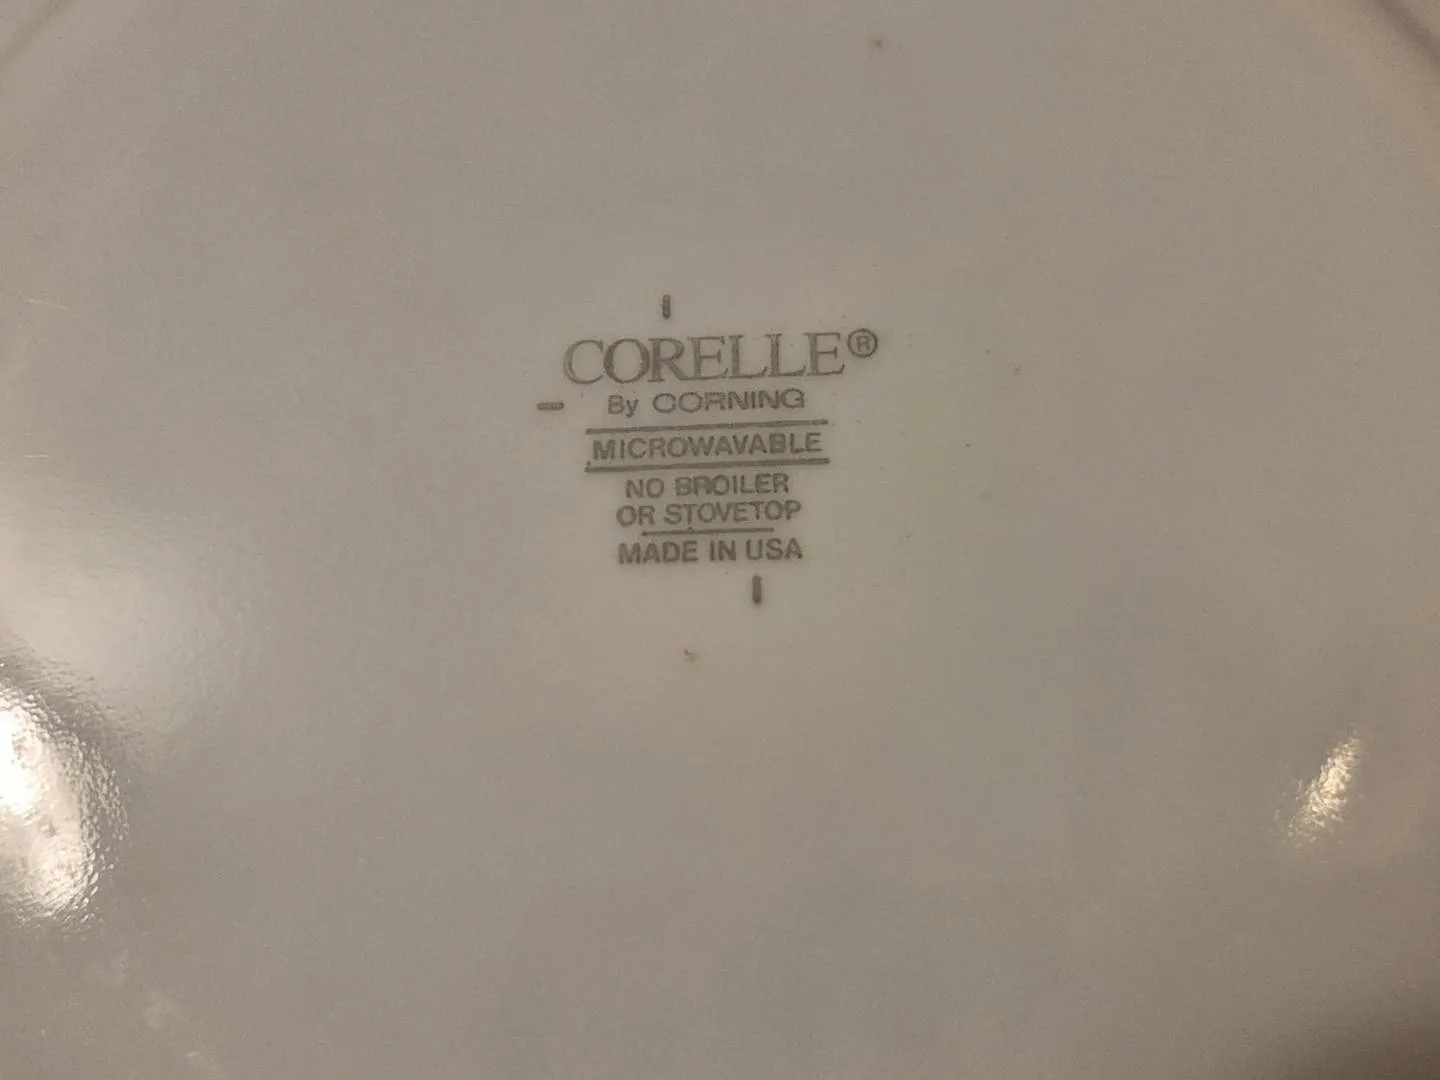 CORELLE®
By CORNING
MICROWAVABLE
NO BROILER
OR STOVETOP
MADE IN USA